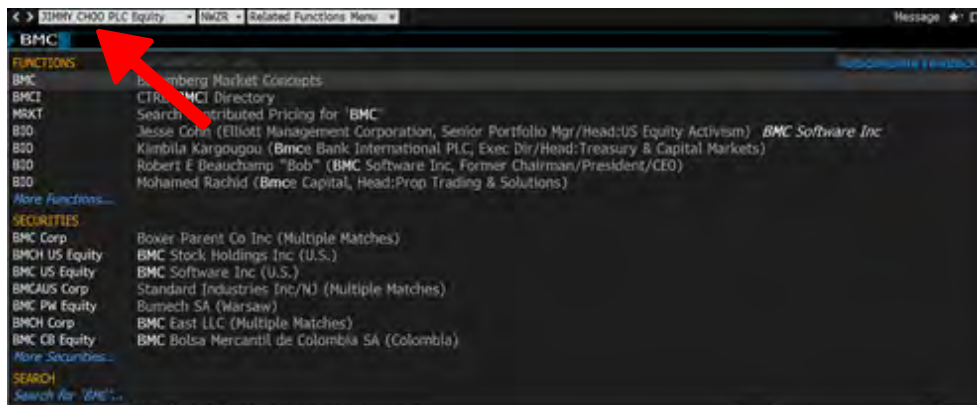 < > JIMMY CHOO PLC Equity NWZR Related Functions Menu Message
BMC
FUNCTIONS
BMC Bloomberg Market Concepts
BMCI CTRB BMCI Directory
MRKT Search Contributed Pricing for 'BMC'
BIO Jesse Cohn (Elliott Management Corporation, Senior Portfolio Mgr/Head:US Equity Activism) BMC Software Inc
BIO Kimbila Kargougou (Bmce Bank International PLC, Exec Dir/Head:Treasury & Capital Markets)
BIO Robert E Beauchamp "Bob" (BMC Software Inc, Former Chairman/President/CEO)
BIO Mohamed Rachid (Bmce Capital, Head:Prop Trading & Solutions)
More Functions...
SECURITIES
BMC Corp Boxer Parent Co Inc (Multiple Matches)
BMCH US Equity BMC Stock Holdings Inc (U.S.)
BMC US Equity BMC Software Inc (U.S.)
BMCAUS Corp Standard Industries Inc/NJ (Multiple Matches)
BMC PW Equity Bumech SA (Warsaw)
BMCH Corp BMC East LLC (Multiple Matches)
BMC CB Equity BMC Bolsa Mercantil de Colombia SA (Colombia)
More Securities...
SEARCH
Search for 'BMC'...